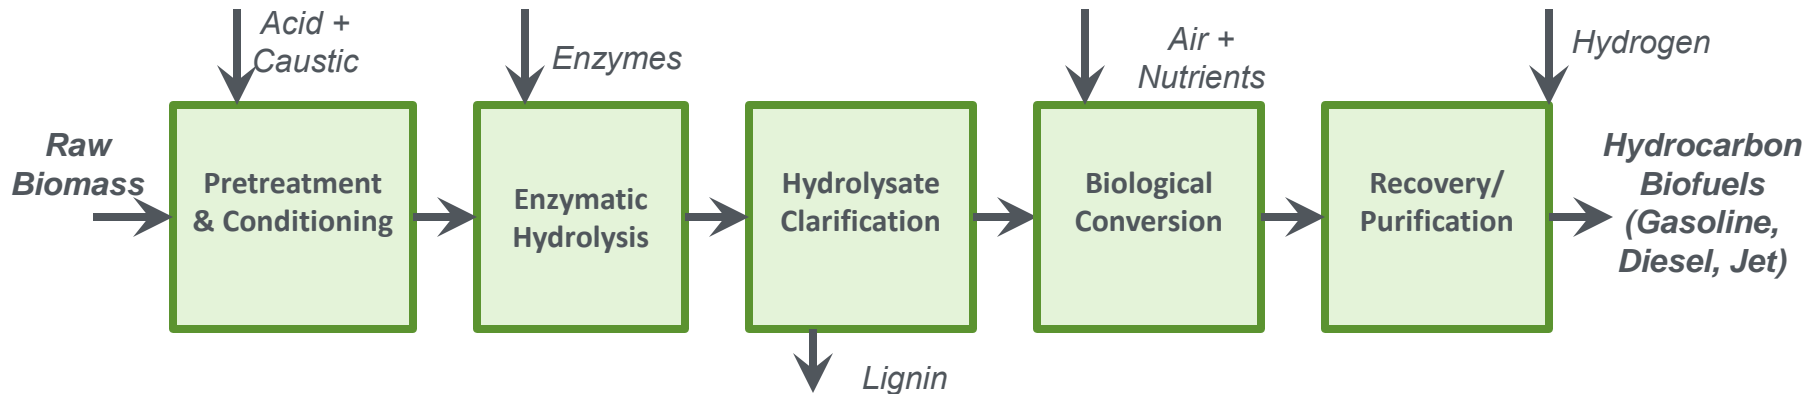 Acid +
Caustic
Enzymes
Air +
Nutrients
Hydrogen
Raw
Biomass
Pretreatment
& Conditioning
Enzymatic
Hydrolysis
Hydrolysate
Clarification
Biological
Conversion
Recovery/
Purification
Hydrocarbon
Biofuels
(Gasoline,
Diesel, Jet)
Lignin